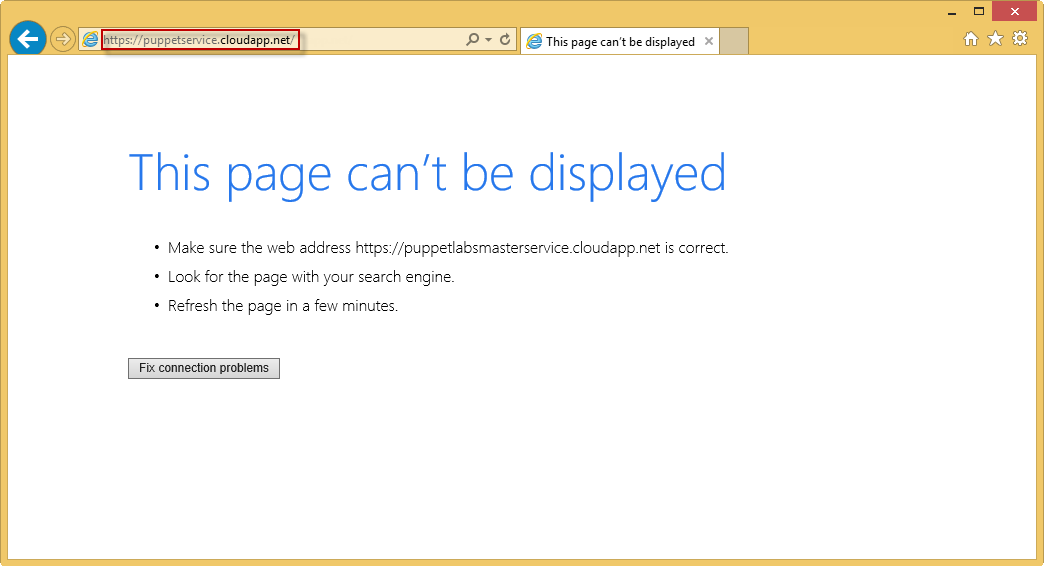 https://puppetservice.cloudapp.net/
This page can't be displayed
This page can't be displayed
• Make sure the web address https://puppetlabsmasterservice.cloudapp.net is correct.
• Look for the page with your search engine.
• Refresh the page in a few minutes.
Fix connection problems